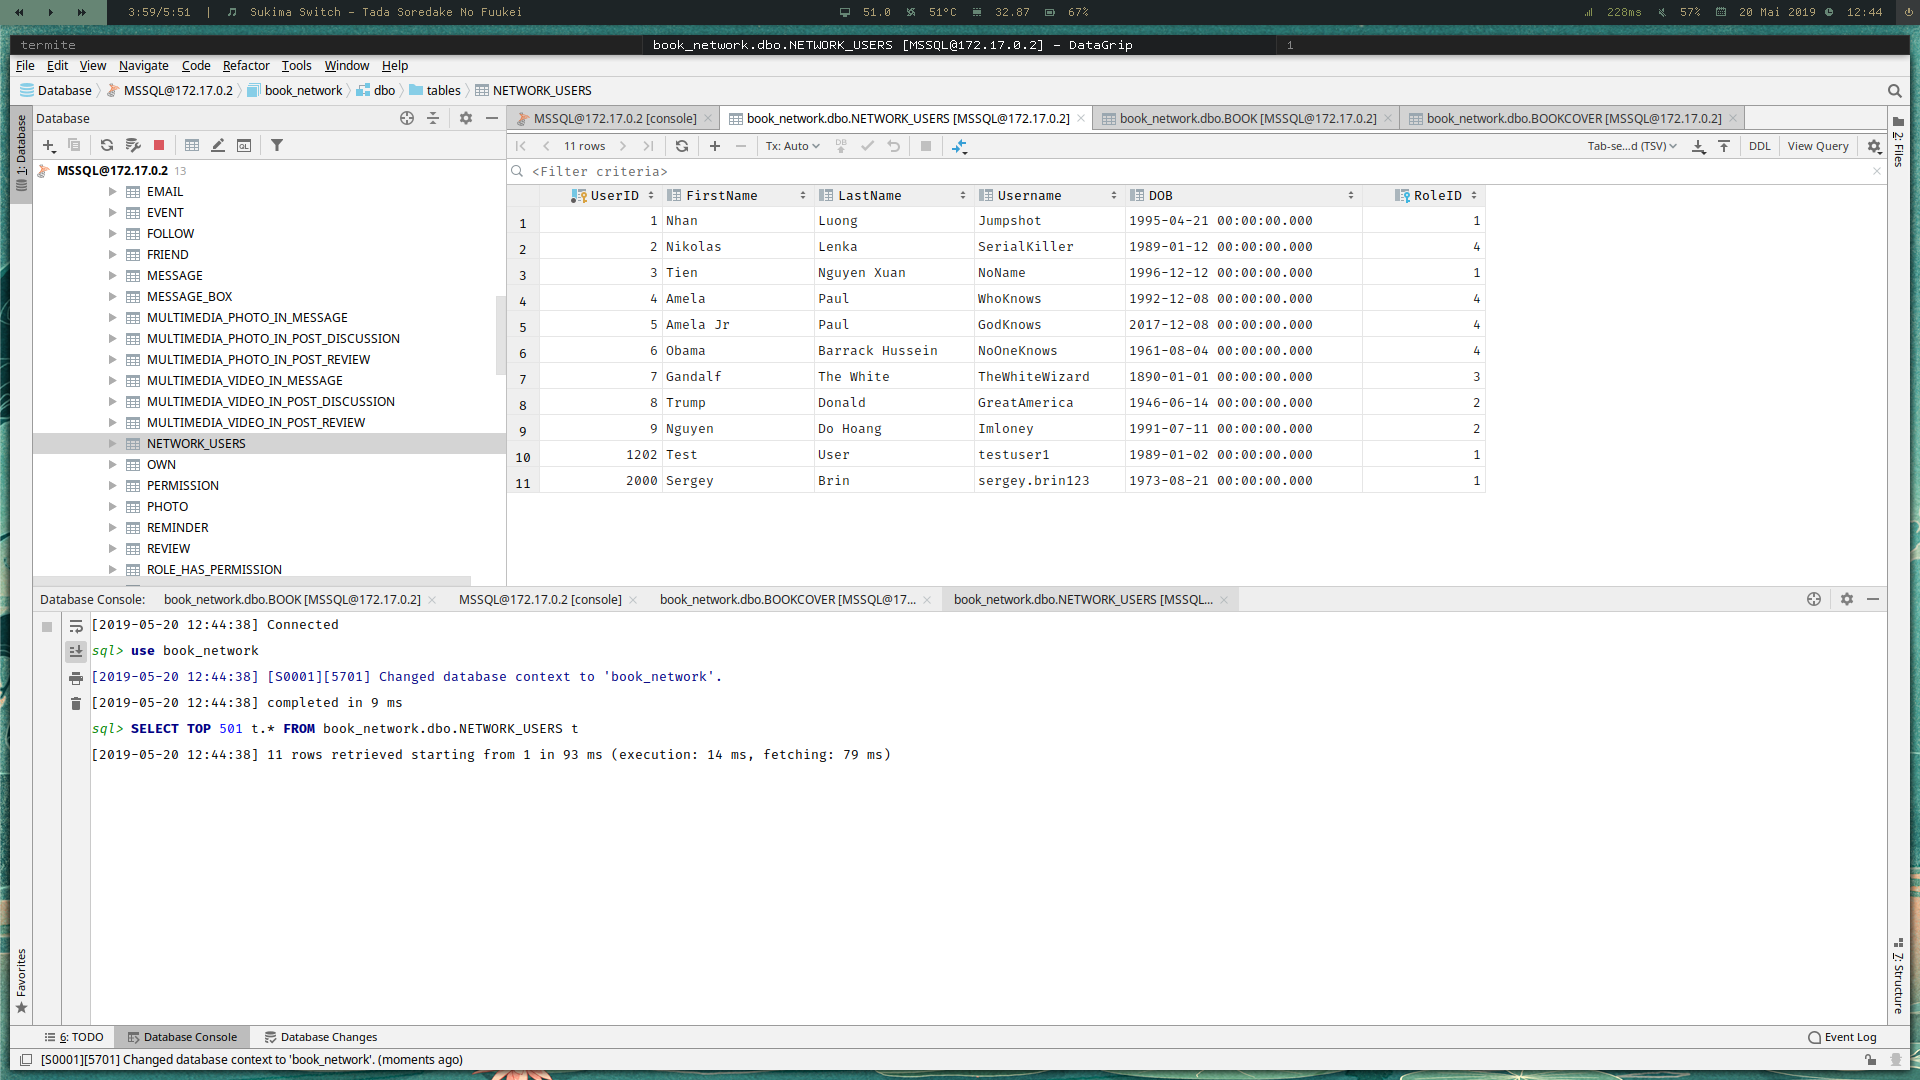 3:59/5:51 | Sukima Switch – Tada Soredake No Fuukei 51.0 51°C 32.87 67% 228ms 57% 20 Mai 2019 12:44
termite book_network.dbo.NETWORK_USERS [MSSQL@172.17.0.2] – DataGrip 1
File Edit View Navigate Code Refactor Tools Window Help
Database MSSQL@172.17.0.2 book_network dbo tables NETWORK_USERS
Database
MSSQL@172.17.0.2 [console] book_network.dbo.NETWORK_USERS [MSSQL@172.17.0.2] book_network.dbo.BOOK [MSSQL@172.17.0.2] book_network.dbo.BOOKCOVER [MSSQL@172.17.0.2]
1: Database
2: Files
QL
11 rows Tx: Auto DB Tab-se...d (TSV) DDL View Query
<Filter criteria>
MSSQL@172.17.0.2 13
EMAIL
EVENT
FOLLOW
FRIEND
MESSAGE
MESSAGE_BOX
MULTIMEDIA_PHOTO_IN_MESSAGE
MULTIMEDIA_PHOTO_IN_POST_DISCUSSION
MULTIMEDIA_PHOTO_IN_POST_REVIEW
MULTIMEDIA_VIDEO_IN_MESSAGE
MULTIMEDIA_VIDEO_IN_POST_DISCUSSION
MULTIMEDIA_VIDEO_IN_POST_REVIEW
NETWORK_USERS
OWN
PERMISSION
PHOTO
REMINDER
REVIEW
ROLE_HAS_PERMISSION
UserID FirstName LastName Username DOB RoleID
1 1 Nhan Luong Jumpshot 1995-04-21 00:00:00.000 1
2 2 Nikolas Lenka SerialKiller 1989-01-12 00:00:00.000 4
3 3 Tien Nguyen Xuan NoName 1996-12-12 00:00:00.000 1
4 4 Amela Paul WhoKnows 1992-12-08 00:00:00.000 4
5 5 Amela Jr Paul GodKnows 2017-12-08 00:00:00.000 4
6 6 Obama Barrack Hussein NoOneKnows 1961-08-04 00:00:00.000 4
7 7 Gandalf The White TheWhiteWizard 1890-01-01 00:00:00.000 3
8 8 Trump Donald GreatAmerica 1946-06-14 00:00:00.000 2
9 9 Nguyen Do Hoang Imloney 1991-07-11 00:00:00.000 2
10 1202 Test User testuser1 1989-01-02 00:00:00.000 1
11 2000 Sergey Brin sergey.brin123 1973-08-21 00:00:00.000 1
Database Console: book_network.dbo.BOOK [MSSQL@172.17.0.2] MSSQL@172.17.0.2 [console] book_network.dbo.BOOKCOVER [MSSQL@17... book_network.dbo.NETWORK_USERS [MSSQL...
[2019-05-20 12:44:38] Connected
sql> use book_network
[2019-05-20 12:44:38] [S0001][5701] Changed database context to 'book_network'.
[2019-05-20 12:44:38] completed in 9 ms
sql> SELECT TOP 501 t.* FROM book_network.dbo.NETWORK_USERS t
[2019-05-20 12:44:38] 11 rows retrieved starting from 1 in 93 ms (execution: 14 ms, fetching: 79 ms)
Favorites
7: Structure
6: TODO Database Console Database Changes Event Log
[S0001][5701] Changed database context to 'book_network'. (moments ago)